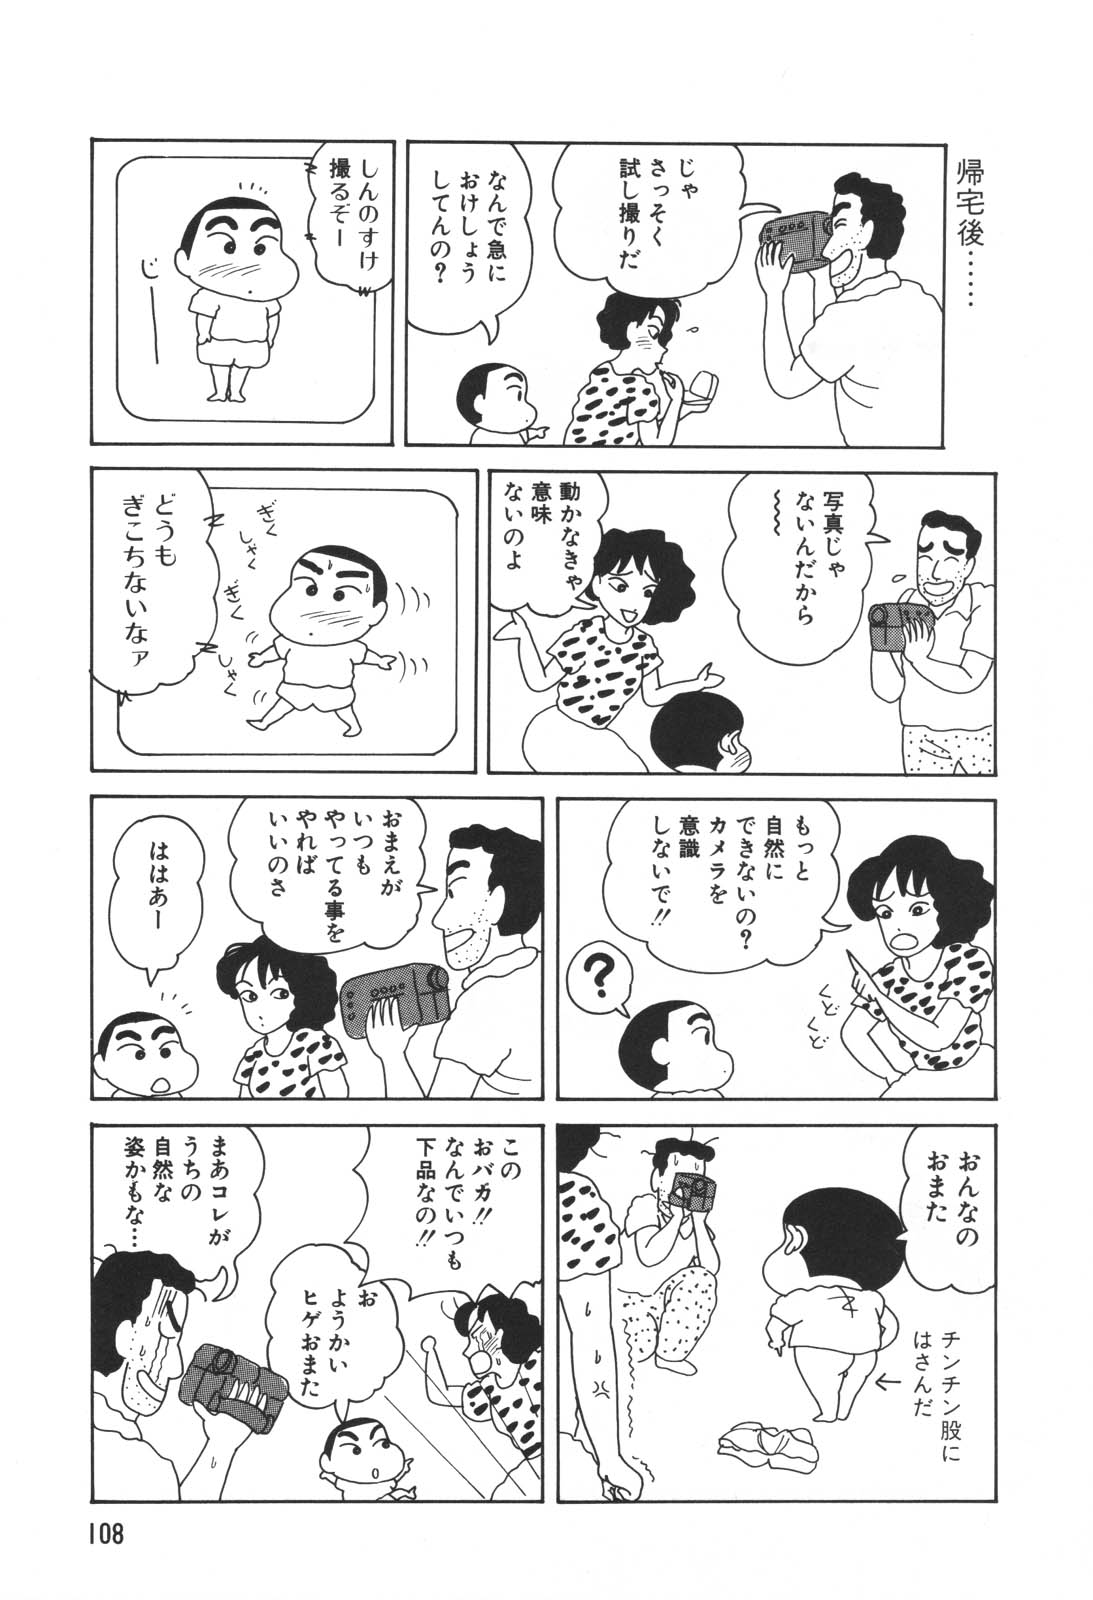 帰宅後……
じゃ
さっそく
試し撮りだ
なんで急に
おけしょう
してんの？
しんのすけ
撮るぞー
じー
写真じゃ
ないんだから
〜〜
動かなきゃ
意味
ないのよ
どうも
ぎこちないなァ
ぎく
しゃく
ぎく
しゃく
もっと
自然に
できないの？
カメラを
意識
しないで!!
くど
くど
？
おまえが
いつも
やってる事を
やれば
いいのさ
ははあー
おんなの
おまた
チンチン股に
はさんだ
この
おバカ!!
なんでいつも
下品なの!!
お
ようかい
ヒゲおまた
まあコレが
うちの
自然な
姿かもな…
108